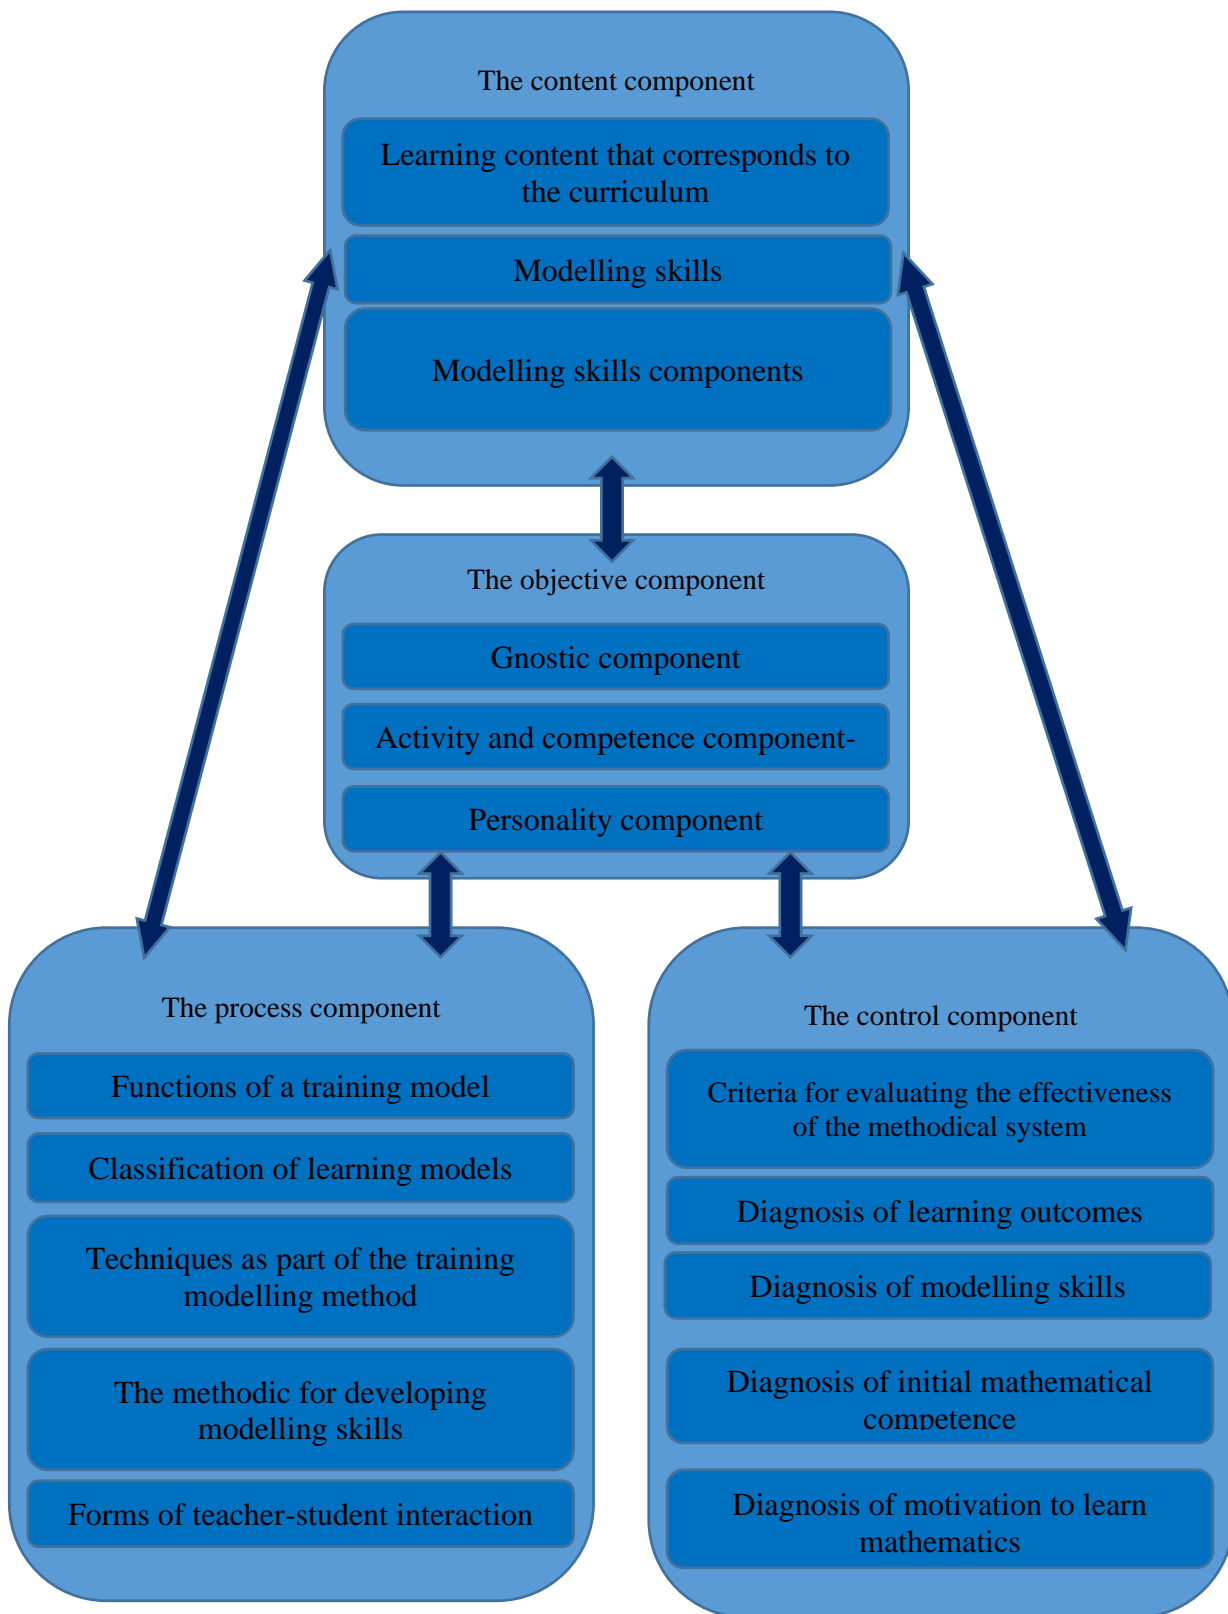 The content component
Learning content that corresponds to
the curriculum
Modelling skills
Modelling skills components
The objective component
Gnostic component
Activity and competence component-
Personality component
The process component
Functions of a training model
Classification of learning models
Techniques as part of the training
modelling method
The methodic for developing
modelling skills
Forms of teacher-student interaction
The control component
Criteria for evaluating the effectiveness
of the methodical system
Diagnosis of learning outcomes
Diagnosis of modelling skills
Diagnosis of initial mathematical
competence
Diagnosis of motivation to learn
mathematics